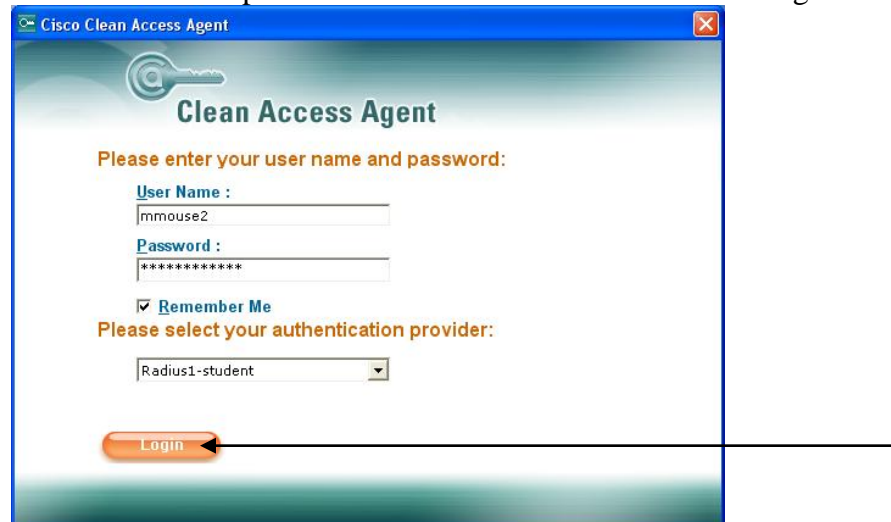 Cisco Clean Access Agent
Clean Access Agent
Please enter your user name and password:
User Name :
mmouse2
Password :
************
Remember Me
Please select your authentication provider:
Radius1-student
Login